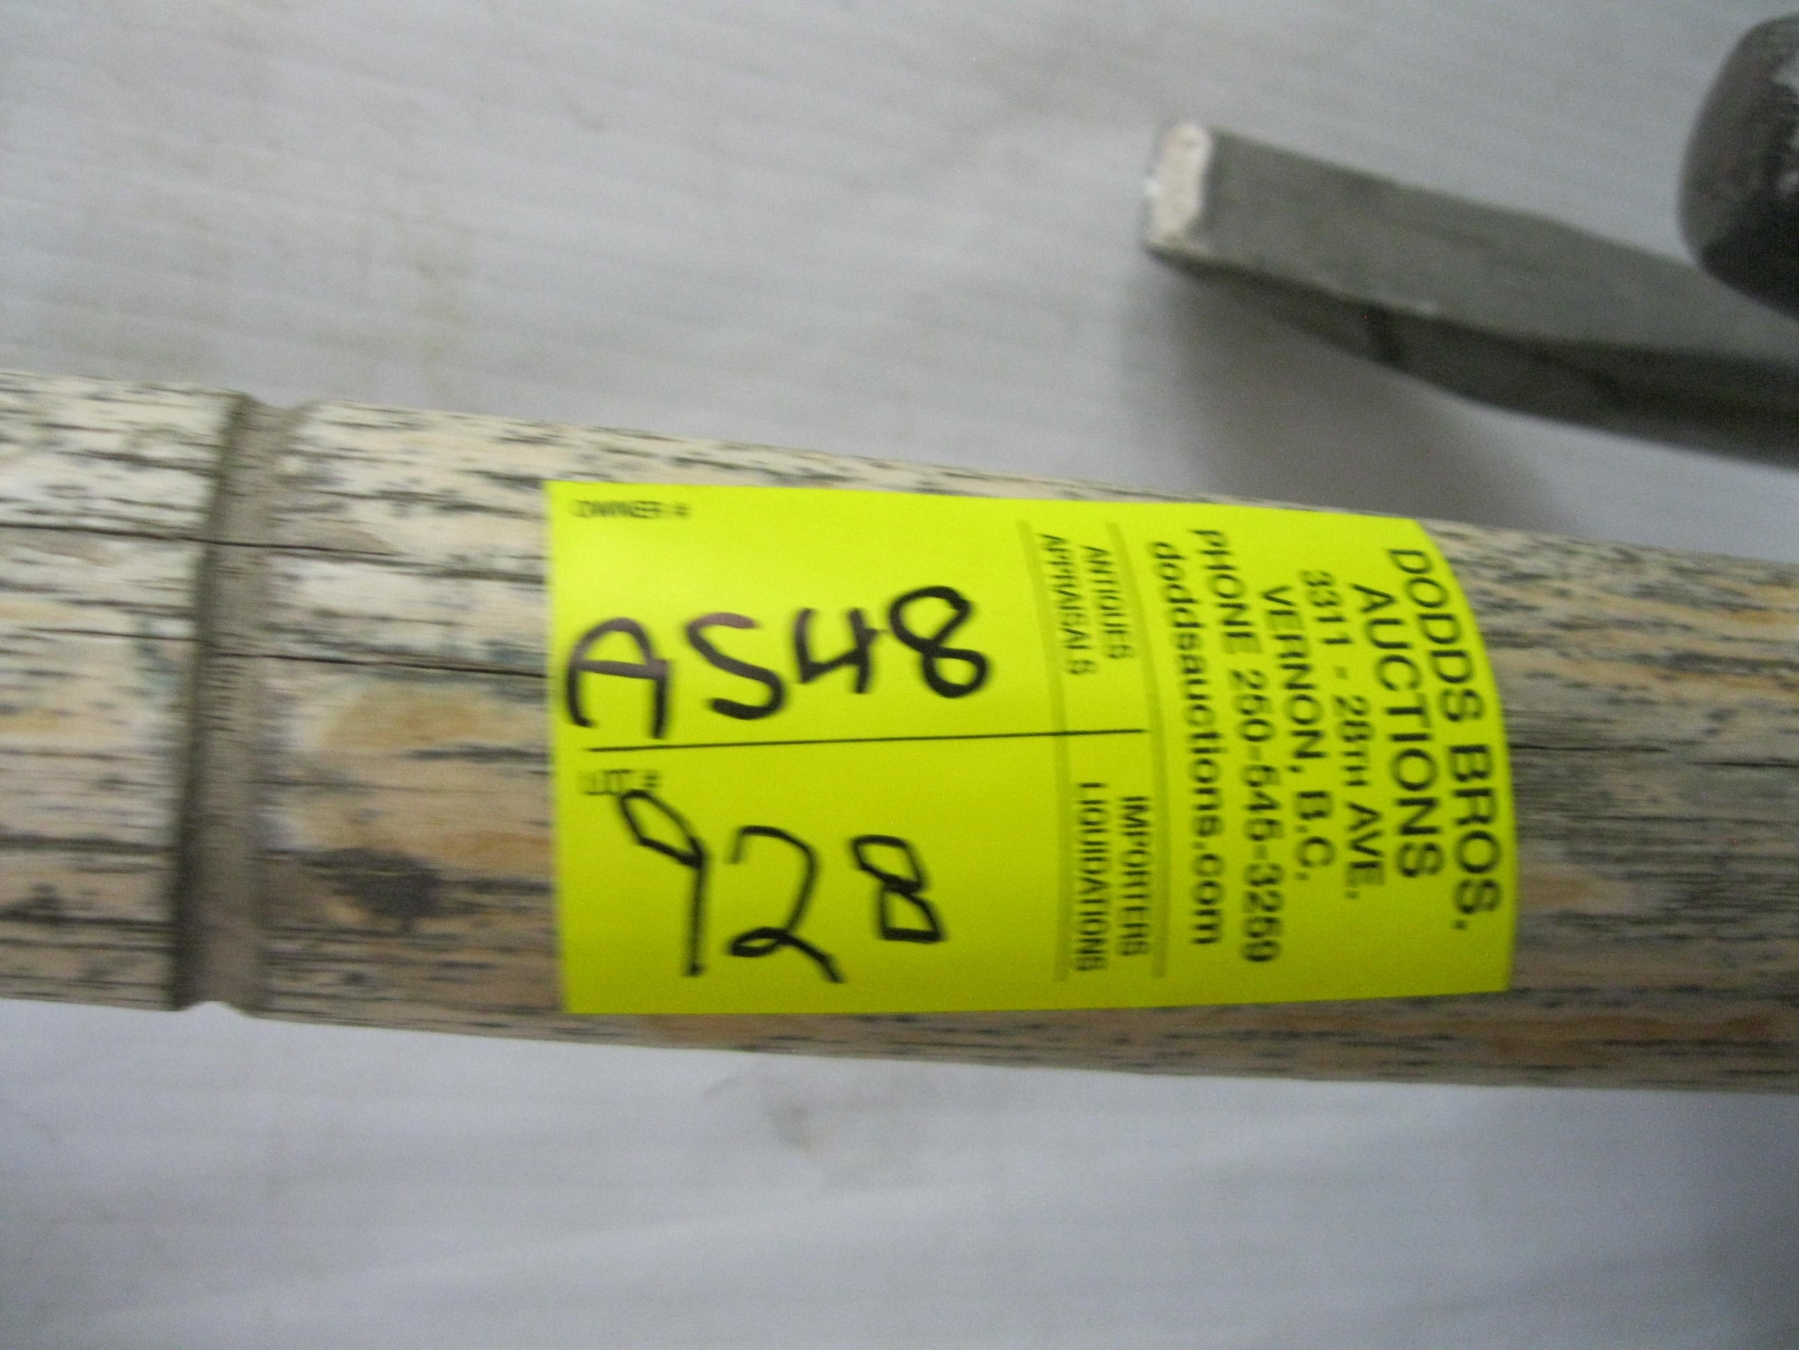 DODDS BROS.
AUCTIONS
3311 - 28TH AVE.
VERNON, B.C.
PHONE 250-545-3259
doddsauctions.com
ANTIQUES IMPORTERS
APPRAISALS LIQUIDATIONS
OWNER #
A548
LOT #
928